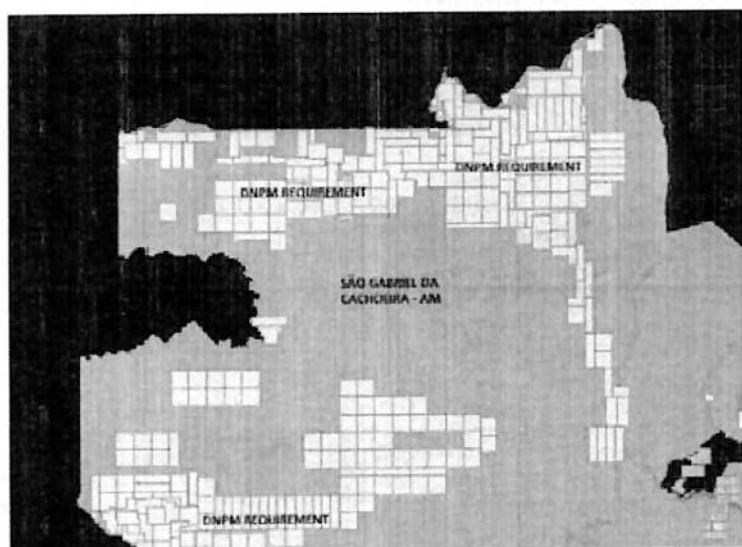 DNPM REQUIREMENT
DNPM REQUIREMENT
SÃO GABRIEL DA
CACHOEIRA - AM
DNPM REQUIREMENT